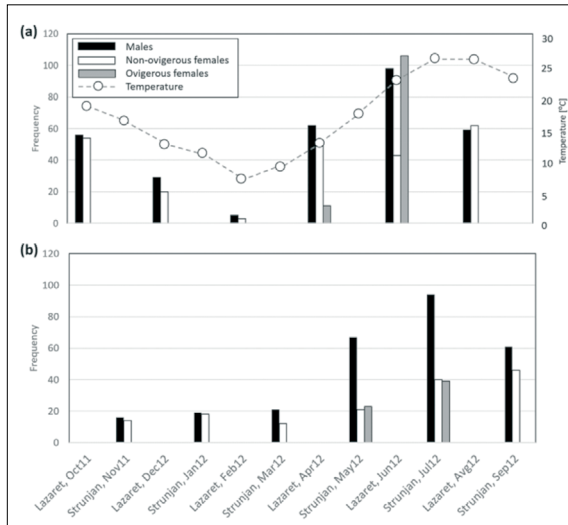 (a)
Males
Non-ovigerous females
Ovigerous females
Temperature
Frequency
120
100
80
60
40
20
0
Temperature [°C]
30
25
20
15
10
5
0
(b)
Frequency
120
100
80
60
40
20
0
Lazaret, Oct11
Strunjan, Nov11
Lazaret, Dec12
Strunjan, Jan12
Lazaret, Feb12
Strunjan, Mar12
Lazaret, Apr12
Strunjan, May12
Lazaret, Jun12
Strunjan, Jul12
Lazaret, Avg12
Strunjan, Sep12